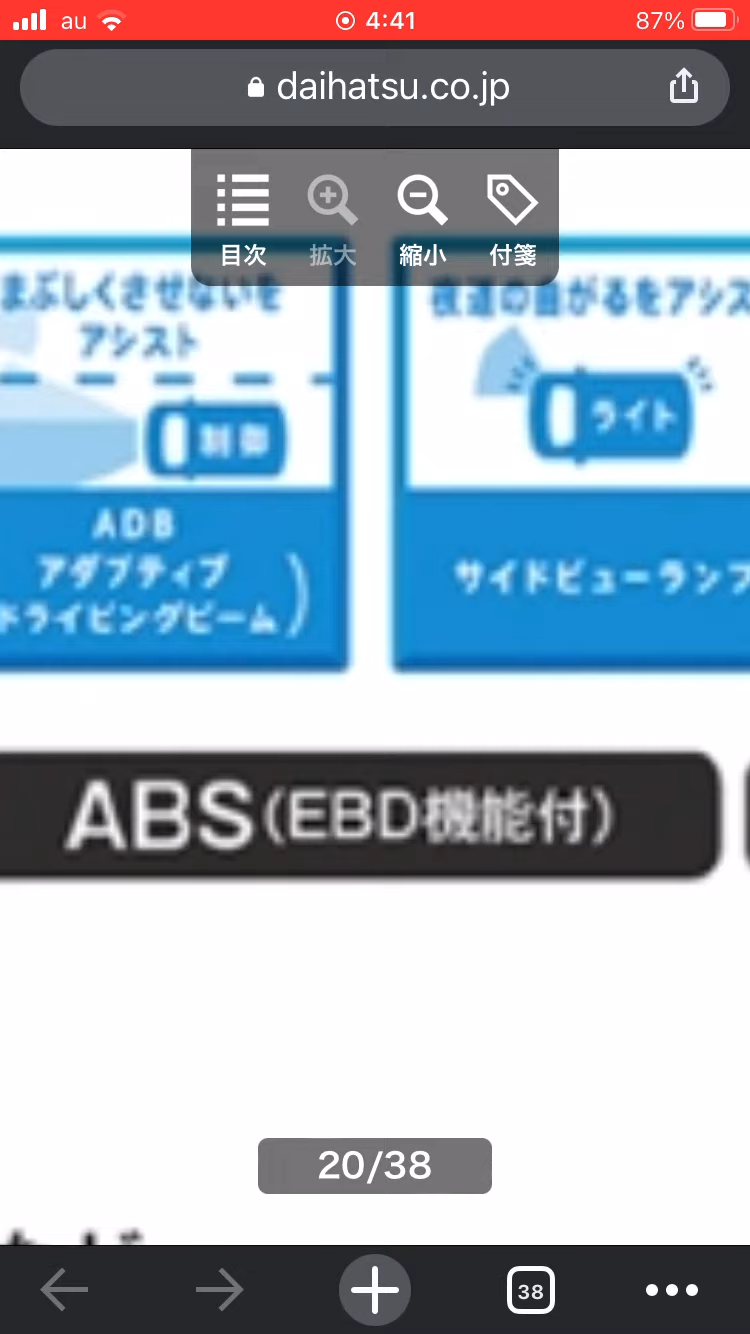 au 4:41 87%
daihatsu.co.jp
目次 拡大 縮小 付箋
まぶしくさせないを
アシスト
制御
ADB
アダプティブ
ドライビングビーム)
夜道の曲がるをアシス
ライト
サイドビューランプ
ABS(EBD機能付)
20/38
38